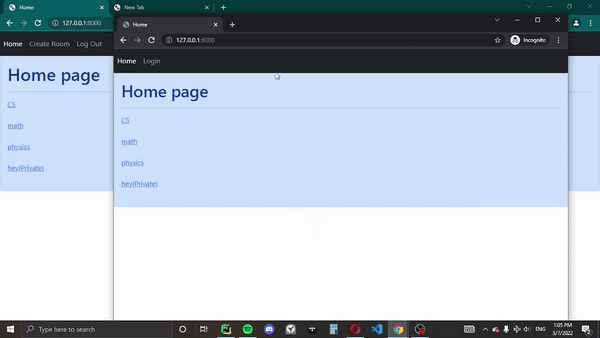 Home
New Tab
127.0.0.1:8000
Home Create Room Log Out
Home page
CS
math
physics
hey(Private)
Home
127.0.0.1:8000
Incognito
Home Login
Home page
CS
math
physics
hey(Private)
Type here to search
ENG
1:05 PM
3/7/2022